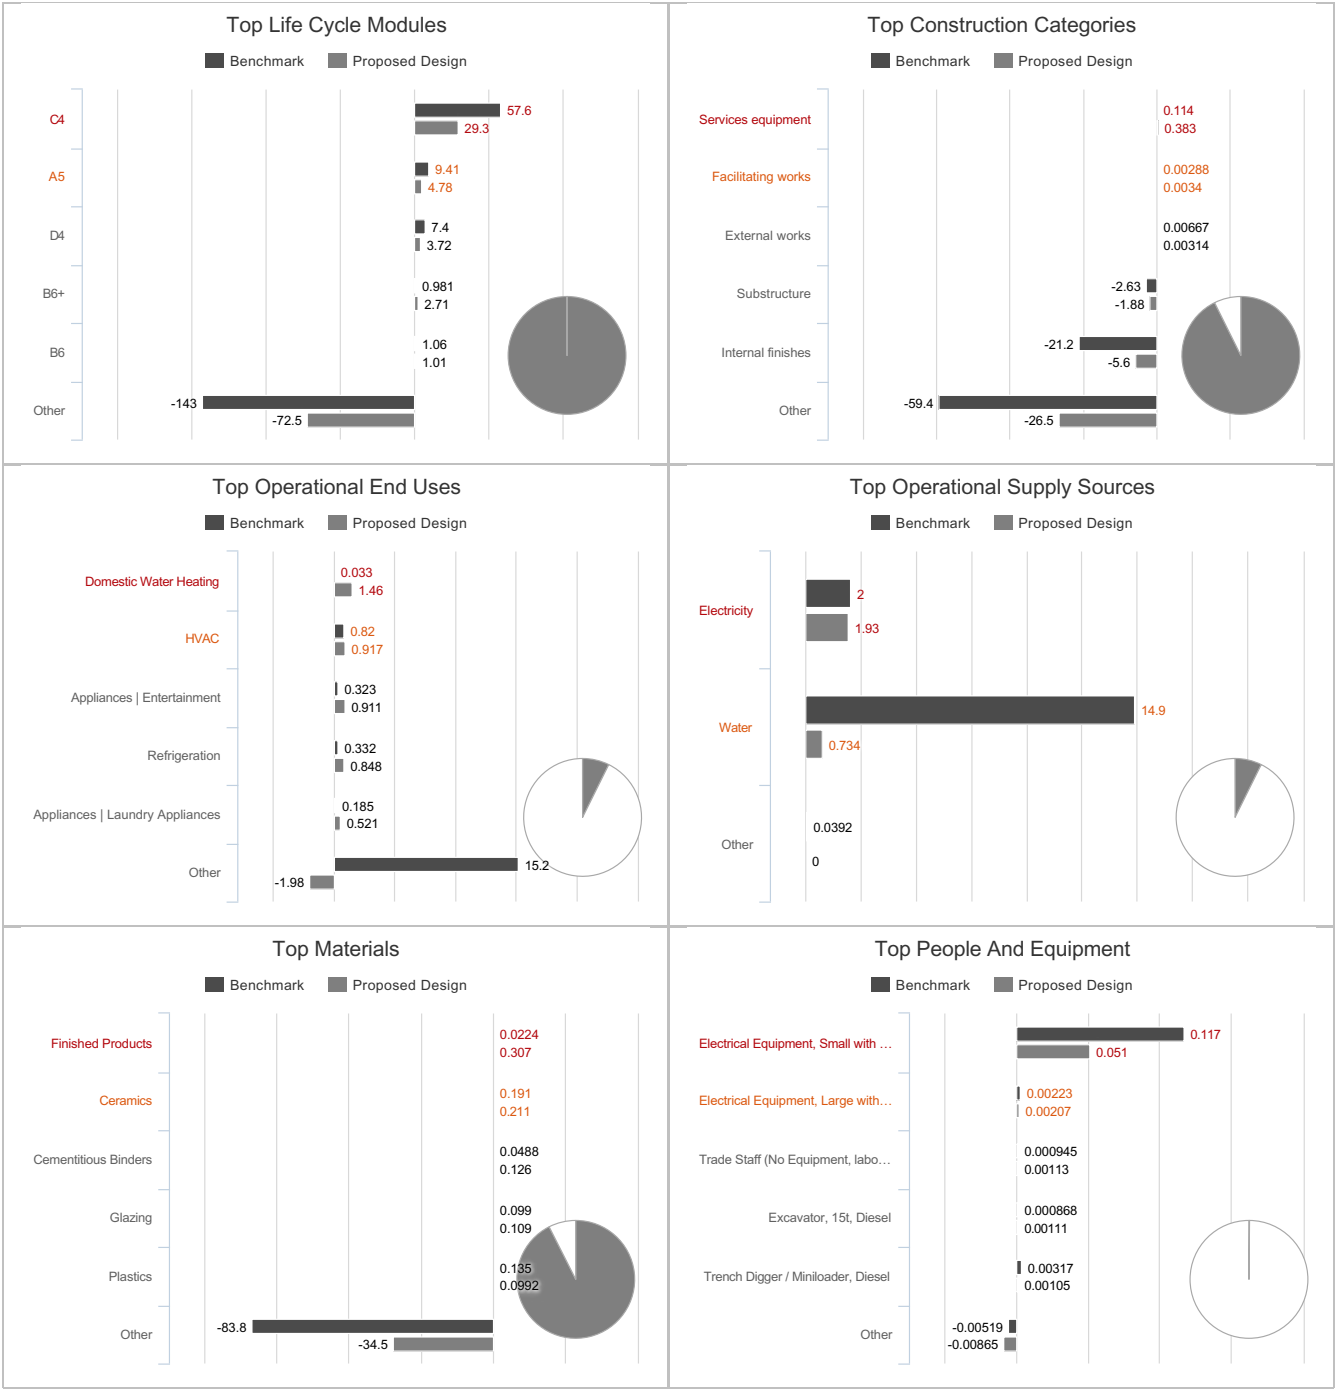 Top Life Cycle Modules
Benchmark
Proposed Design
C4
57.6
29.3
A5
9.41
4.78
D4
7.4
3.72
B6+
0.981
2.71
B6
1.06
1.01
Other
-143
-72.5
Top Construction Categories
Benchmark
Proposed Design
Services equipment
0.114
0.383
Facilitating works
0.00288
0.0034
External works
0.00667
0.00314
Substructure
-2.63
-1.88
Internal finishes
-21.2
-5.6
Other
-59.4
-26.5
Top Operational End Uses
Benchmark
Proposed Design
Domestic Water Heating
0.033
1.46
HVAC
0.82
0.917
Appliances | Entertainment
0.323
0.911
Refrigeration
0.332
0.848
Appliances | Laundry Appliances
0.185
0.521
Other
15.2
-1.98
Top Operational Supply Sources
Benchmark
Proposed Design
Electricity
2
1.93
Water
14.9
0.734
Other
0.0392
0
Top Materials
Benchmark
Proposed Design
Finished Products
0.0224
0.307
Ceramics
0.191
0.211
Cementitious Binders
0.0488
0.126
Glazing
0.099
0.109
Plastics
0.135
0.0992
Other
-83.8
-34.5
Top People And Equipment
Benchmark
Proposed Design
Electrical Equipment, Small with ...
0.117
0.051
Electrical Equipment, Large with...
0.00223
0.00207
Trade Staff (No Equipment, labo...
0.000945
0.00113
Excavator, 15t, Diesel
0.000868
0.00111
Trench Digger / Miniloader, Diesel
0.00317
0.00105
Other
-0.00519
-0.00865